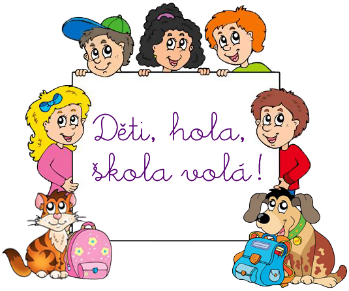 Děti, hola,
škola volá!